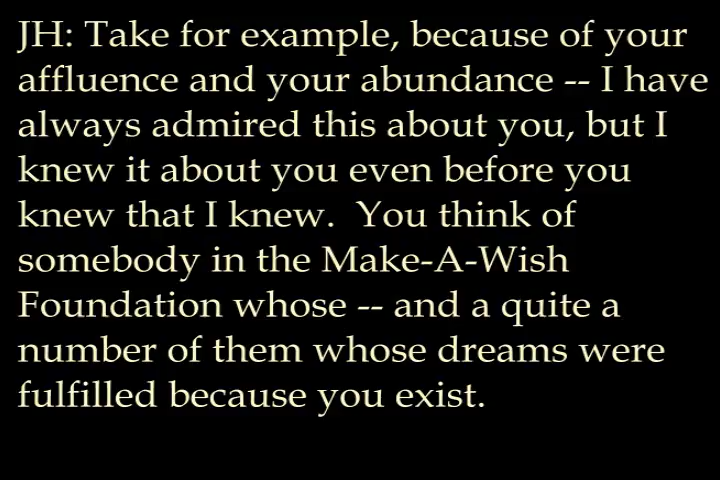 JH: Take for example, because of your
affluence and your abundance -- I have
always admired this about you, but I
knew it about you even before you
knew that I knew.  You think of
somebody in the Make-A-Wish
Foundation whose -- and a quite a
number of them whose dreams were
fulfilled because you exist.